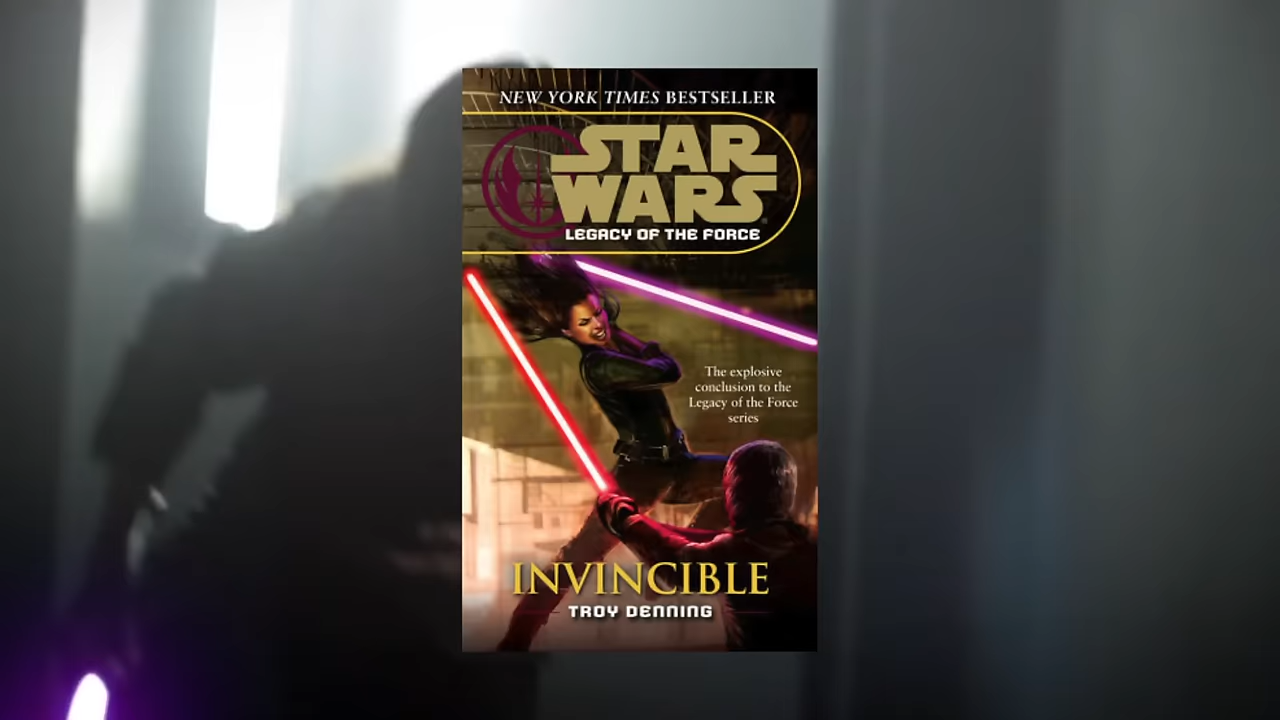 NEW YORK TIMES BESTSELLER
STAR
WARS
LEGACY OF THE FORCE
The explosive
conclusion to the
Legacy of the Force
series
INVINCIBLE
TROY DENNING